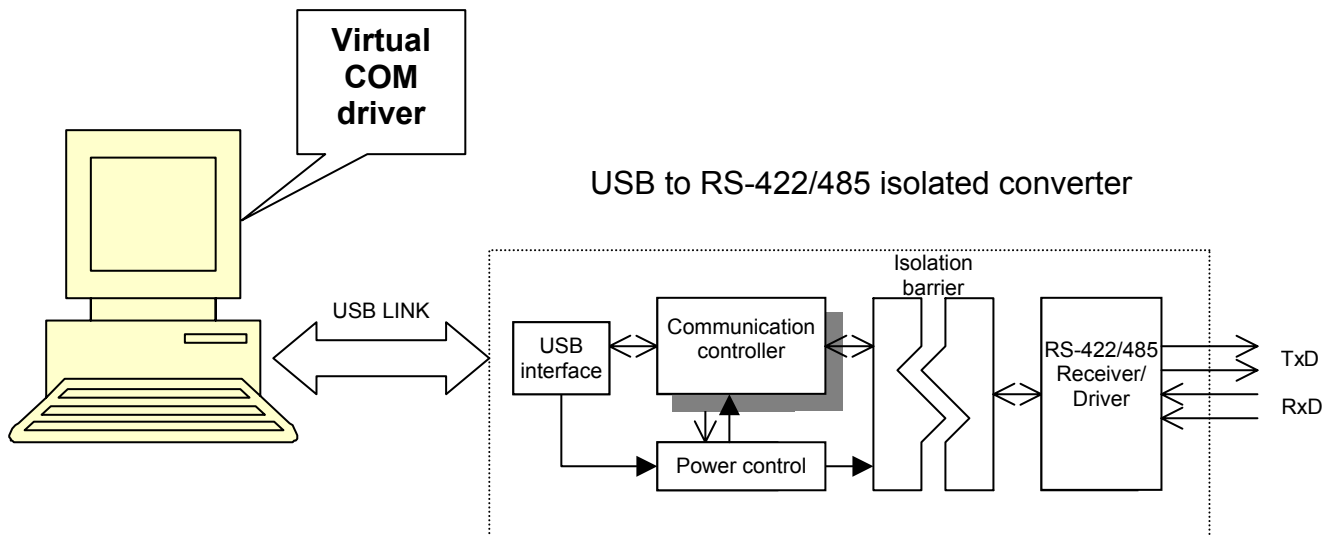 Virtual
COM
driver
USB to RS-422/485 isolated converter
USB LINK
USB
interface
Communication
controller
Isolation
barrier
RS-422/485
Receiver/
Driver
TxD
RxD
Power control